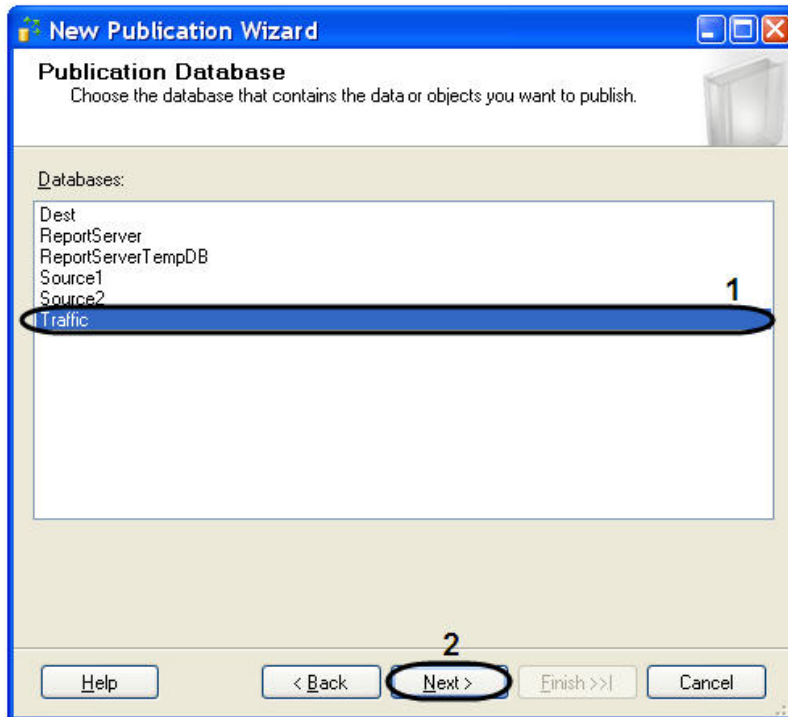 New Publication Wizard
Publication Database
Choose the database that contains the data or objects you want to publish.
Databases:
Dest
ReportServer
ReportServerTempDB
Source1
Source2
1
Traffic
2
Help
< Back
Next >
Finish >>|
Cancel